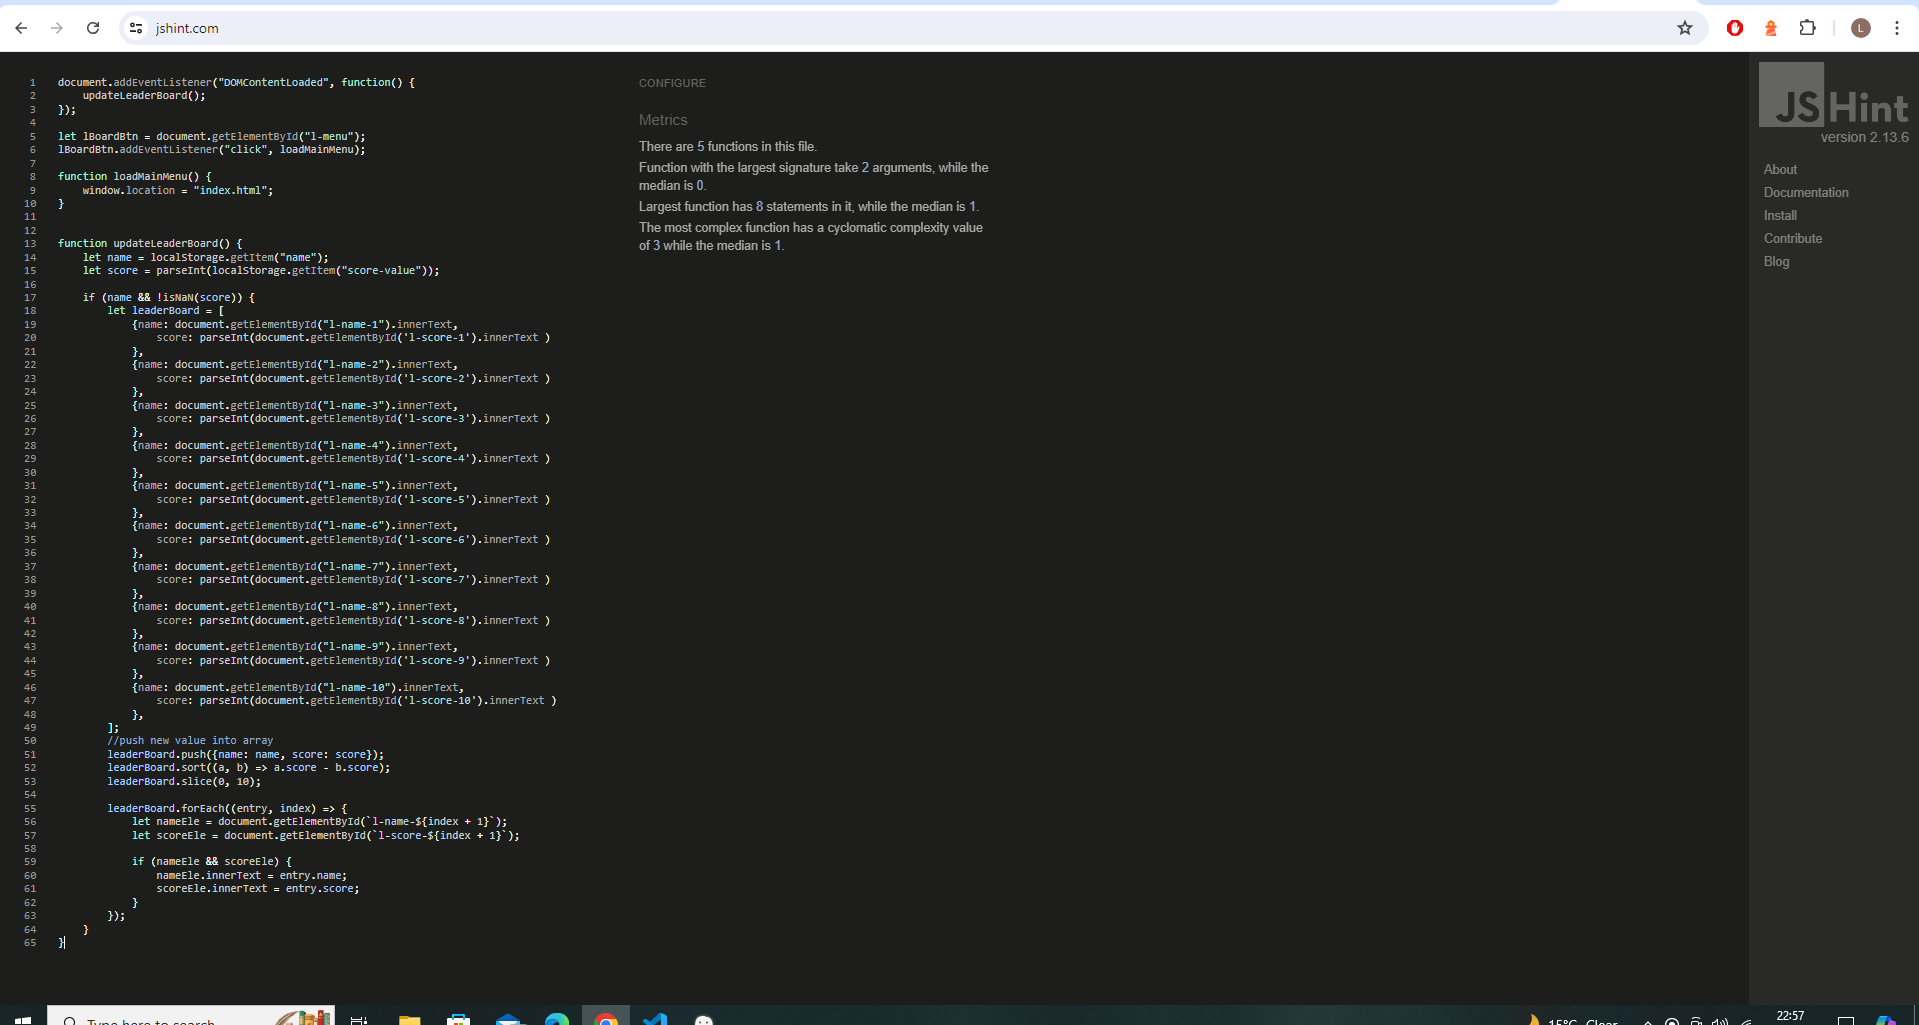 jshint.com
L
1 document.addEventListener("DOMContentLoaded", function() {
2 updateLeaderBoard();
3 });
4
5 let lBoardBtn = document.getElementById("l-menu");
6 lBoardBtn.addEventListener("click", loadMainMenu);
7
8 function loadMainMenu() {
9 window.location = "index.html";
10 }
11
12
13 function updateLeaderBoard() {
14 let name = localStorage.getItem("name");
15 let score = parseInt(localStorage.getItem("score-value"));
16
17 if (name && !isNaN(score)) {
18 let leaderBoard = [
19 {name: document.getElementById("l-name-1").innerText,
20 score: parseInt(document.getElementById('l-score-1').innerText )
21 },
22 {name: document.getElementById("l-name-2").innerText,
23 score: parseInt(document.getElementById('l-score-2').innerText )
24 },
25 {name: document.getElementById("l-name-3").innerText,
26 score: parseInt(document.getElementById('l-score-3').innerText )
27 },
28 {name: document.getElementById("l-name-4").innerText,
29 score: parseInt(document.getElementById('l-score-4').innerText )
30 },
31 {name: document.getElementById("l-name-5").innerText,
32 score: parseInt(document.getElementById('l-score-5').innerText )
33 },
34 {name: document.getElementById("l-name-6").innerText,
35 score: parseInt(document.getElementById('l-score-6').innerText )
36 },
37 {name: document.getElementById("l-name-7").innerText,
38 score: parseInt(document.getElementById('l-score-7').innerText )
39 },
40 {name: document.getElementById("l-name-8").innerText,
41 score: parseInt(document.getElementById('l-score-8').innerText )
42 },
43 {name: document.getElementById("l-name-9").innerText,
44 score: parseInt(document.getElementById('l-score-9').innerText )
45 },
46 {name: document.getElementById("l-name-10").innerText,
47 score: parseInt(document.getElementById('l-score-10').innerText )
48 },
49 ];
50 //push new value into array
51 leaderBoard.push({name: name, score: score});
52 leaderBoard.sort((a, b) => a.score - b.score);
53 leaderBoard.slice(0, 10);
54
55 leaderBoard.forEach((entry, index) => {
56 let nameEle = document.getElementById(`l-name-${index + 1}`);
57 let scoreEle = document.getElementById(`l-score-${index + 1}`);
58
59 if (nameEle && scoreEle) {
60 nameEle.innerText = entry.name;
61 scoreEle.innerText = entry.score;
62 }
63 });
64 }
65 }
CONFIGURE
Metrics
There are 5 functions in this file.
Function with the largest signature take 2 arguments, while the
median is 0.
Largest function has 8 statements in it, while the median is 1.
The most complex function has a cyclomatic complexity value
of 3 while the median is 1.
JSHint
version 2.13.6
About
Documentation
Install
Contribute
Blog
Type here to search
15°C Clear
22:57